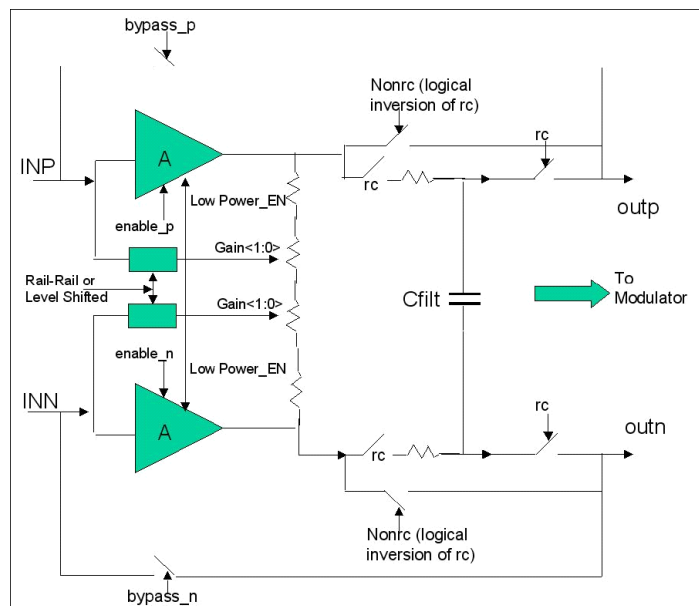 bypass_p
Nonrc (logical
inversion of rc)
A
rc
INP
rc
Low Power_EN
enable_p
outp
Gain<1:0>
Rail-Rail or
Level Shifted
To
Modulator
Cfilt
Gain<1:0>
enable_n
Low Power_EN
INN
rc
A
outn
rc
Nonrc (logical
inversion of rc)
bypass_n